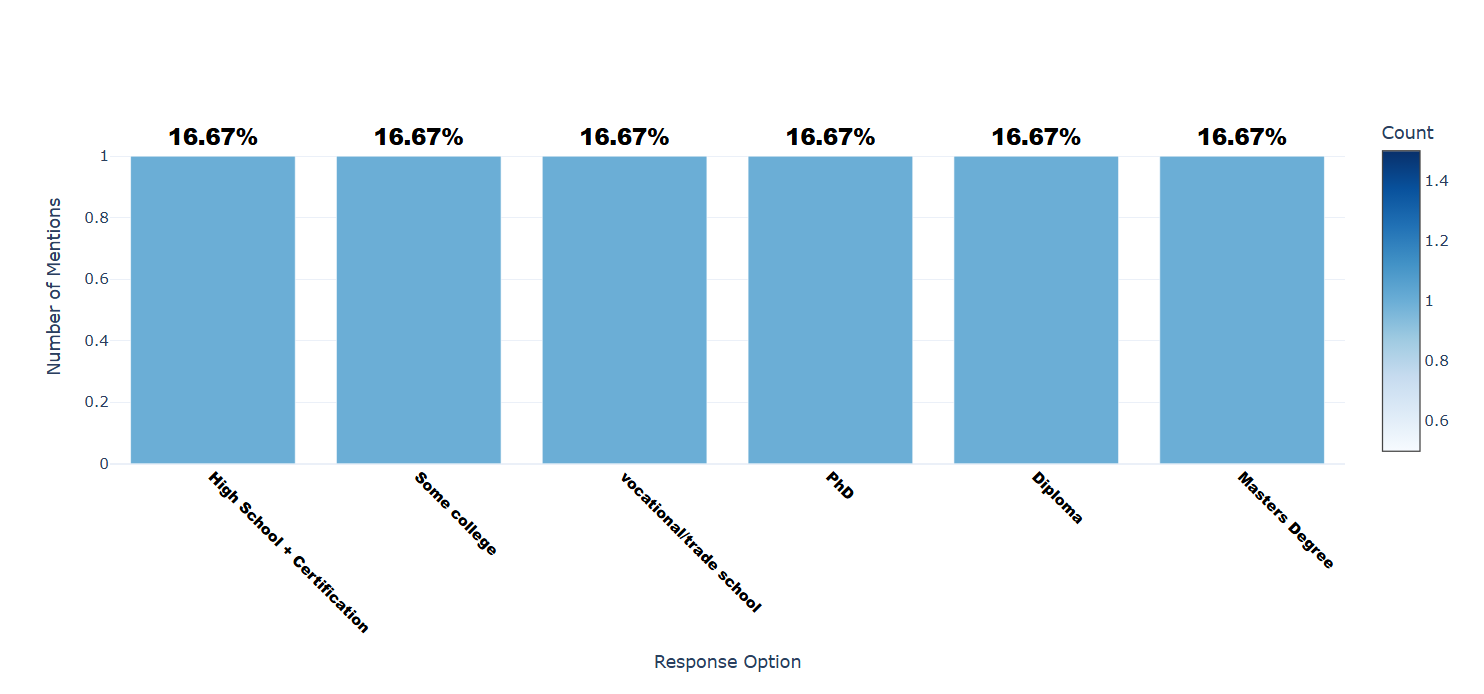 16.67% 16.67% 16.67% 16.67% 16.67% 16.67%
Count
1.4
1.2
1
0.8
0.6
Number of Mentions
1
0.8
0.6
0.4
0.2
0
High School + Certification
Some college
vocational/trade school
PhD
Diploma
Masters Degree
Response Option